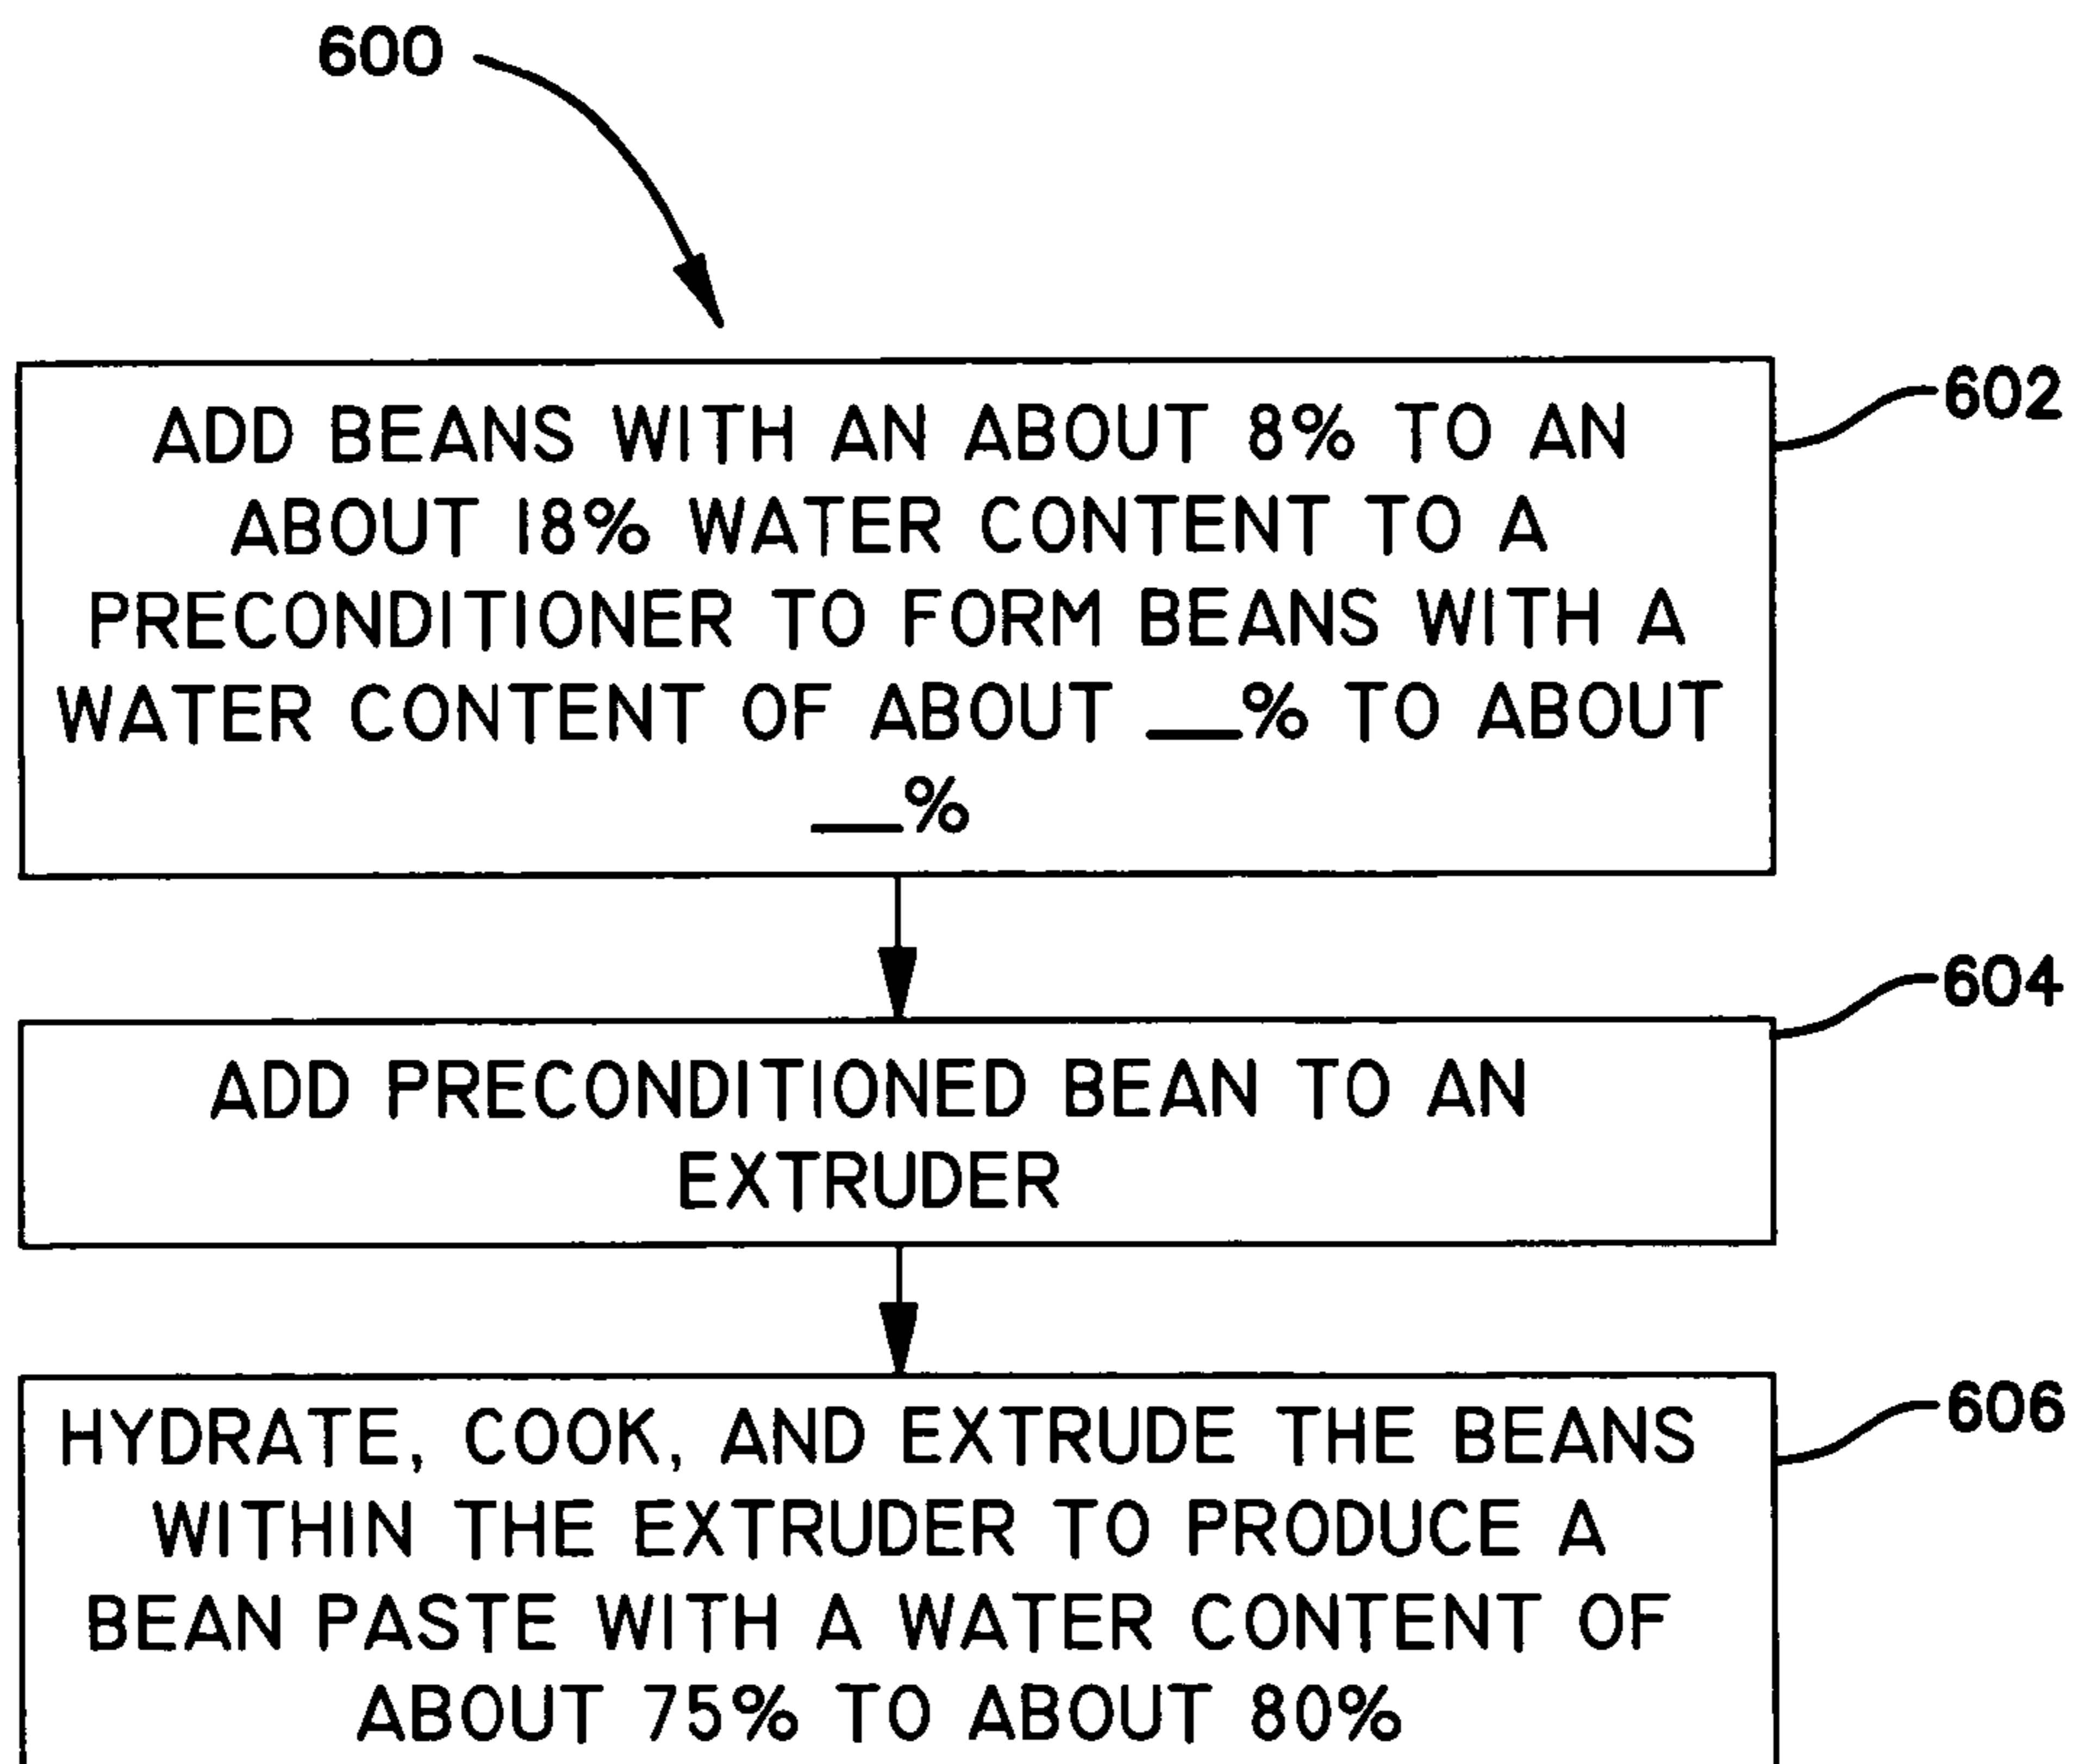 600
602
ADD BEANS WITH AN ABOUT 8% TO AN
ABOUT 18% WATER CONTENT TO A
PRECONDITIONER TO FORM BEANS WITH A
WATER CONTENT OF ABOUT __% TO ABOUT
__%
604
ADD PRECONDITIONED BEAN TO AN
EXTRUDER
606
HYDRATE, COOK, AND EXTRUDE THE BEANS
WITHIN THE EXTRUDER TO PRODUCE A
BEAN PASTE WITH A WATER CONTENT OF
ABOUT 75% TO ABOUT 80%